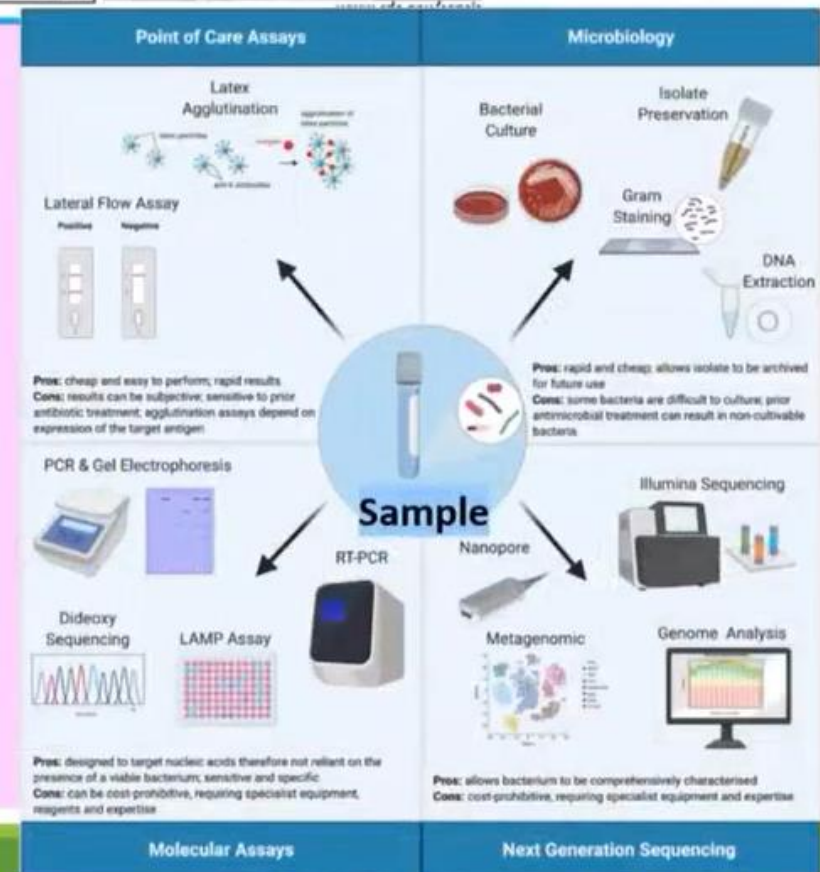 Point of Care Assays
Microbiology
Latex
Agglutination
agglutination of
latex particles
latex particles
Lateral Flow Assay
Positive
Negative
Pros: cheap and easy to perform; rapid results
Cons: results can be subjective; sensitive to prior
antibiotic treatment; agglutination assays depend on
expression of the target antigen
Bacterial
Culture
Isolate
Preservation
Gram
Staining
DNA
Extraction
Pros: rapid and cheap; allows isolate to be archived
for future use
Cons: some bacteria are difficult to culture; prior
antimicrobial treatment can result in non-cultivable
bacteria
Sample
PCR & Gel Electrophoresis
RT-PCR
Dideoxy
Sequencing
LAMP Assay
Pros: designed to target nucleic acids therefore not reliant on the
presence of a viable bacterium; sensitive and specific
Cons: can be cost-prohibitive, requiring specialist equipment,
reagents and expertise
Illumina Sequencing
Nanopore
Metagenomic
Genome Analysis
Pros: allows bacterium to be comprehensively characterised
Cons: cost-prohibitive, requiring specialist equipment and expertise
Molecular Assays
Next Generation Sequencing